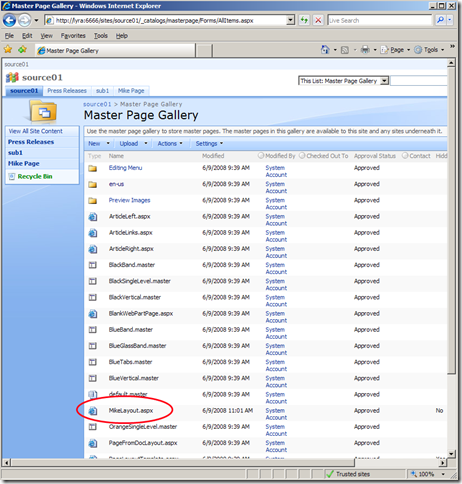 Master Page Gallery - Windows Internet Explorer
http://lyra:6666/sites/source01/_catalogs/masterpage/Forms/AllItems.aspx
File Edit View Favorites Tools Help
Master Page Gallery
Page Tools
source01
source01
This List: Master Page Gallery
source01 Press Releases sub1 Mike Page
source01 > Master Page Gallery
Master Page Gallery
View All Site Content
Press Releases
sub1
Mike Page
Recycle Bin
Use the master page gallery to store master pages. The master pages in this gallery are available to this site and any sites underneath it.
New Upload Actions Settings
Type Name Modified Modified By Checked Out To Approval Status Contact Hidd
Editing Menu 6/9/2008 9:39 AM System Account Approved
en-us 6/9/2008 9:39 AM System Account Approved
Preview Images 6/9/2008 9:39 AM System Account Approved
ArticleLeft.aspx 6/9/2008 9:39 AM System Account Approved
ArticleLinks.aspx 6/9/2008 9:39 AM System Account Approved
ArticleRight.aspx 6/9/2008 9:39 AM System Account Approved
BlackBand.master 6/9/2008 9:39 AM System Account Approved
BlackSingleLevel.master 6/9/2008 9:39 AM System Account Approved
BlackVertical.master 6/9/2008 9:39 AM System Account Approved
BlankWebPartPage.aspx 6/9/2008 9:39 AM System Account Approved
BlueBand.master 6/9/2008 9:39 AM System Account Approved
BlueGlassBand.master 6/9/2008 9:39 AM System Account Approved
BlueTabs.master 6/9/2008 9:39 AM System Account Approved
BlueVertical.master 6/9/2008 9:39 AM System Account Approved
default.master 6/9/2008 9:39 AM System Account Approved
MikeLayout.aspx 6/9/2008 11:01 AM System Account Approved No
OrangeSingleLevel.master 6/9/2008 9:39 AM System Account Approved
PageFromDocLayout.aspx 6/9/2008 9:39 AM System Account Approved
PageLayoutTemplate.aspx 6/9/2008 9:39 AM System Approved
Trusted sites 100%